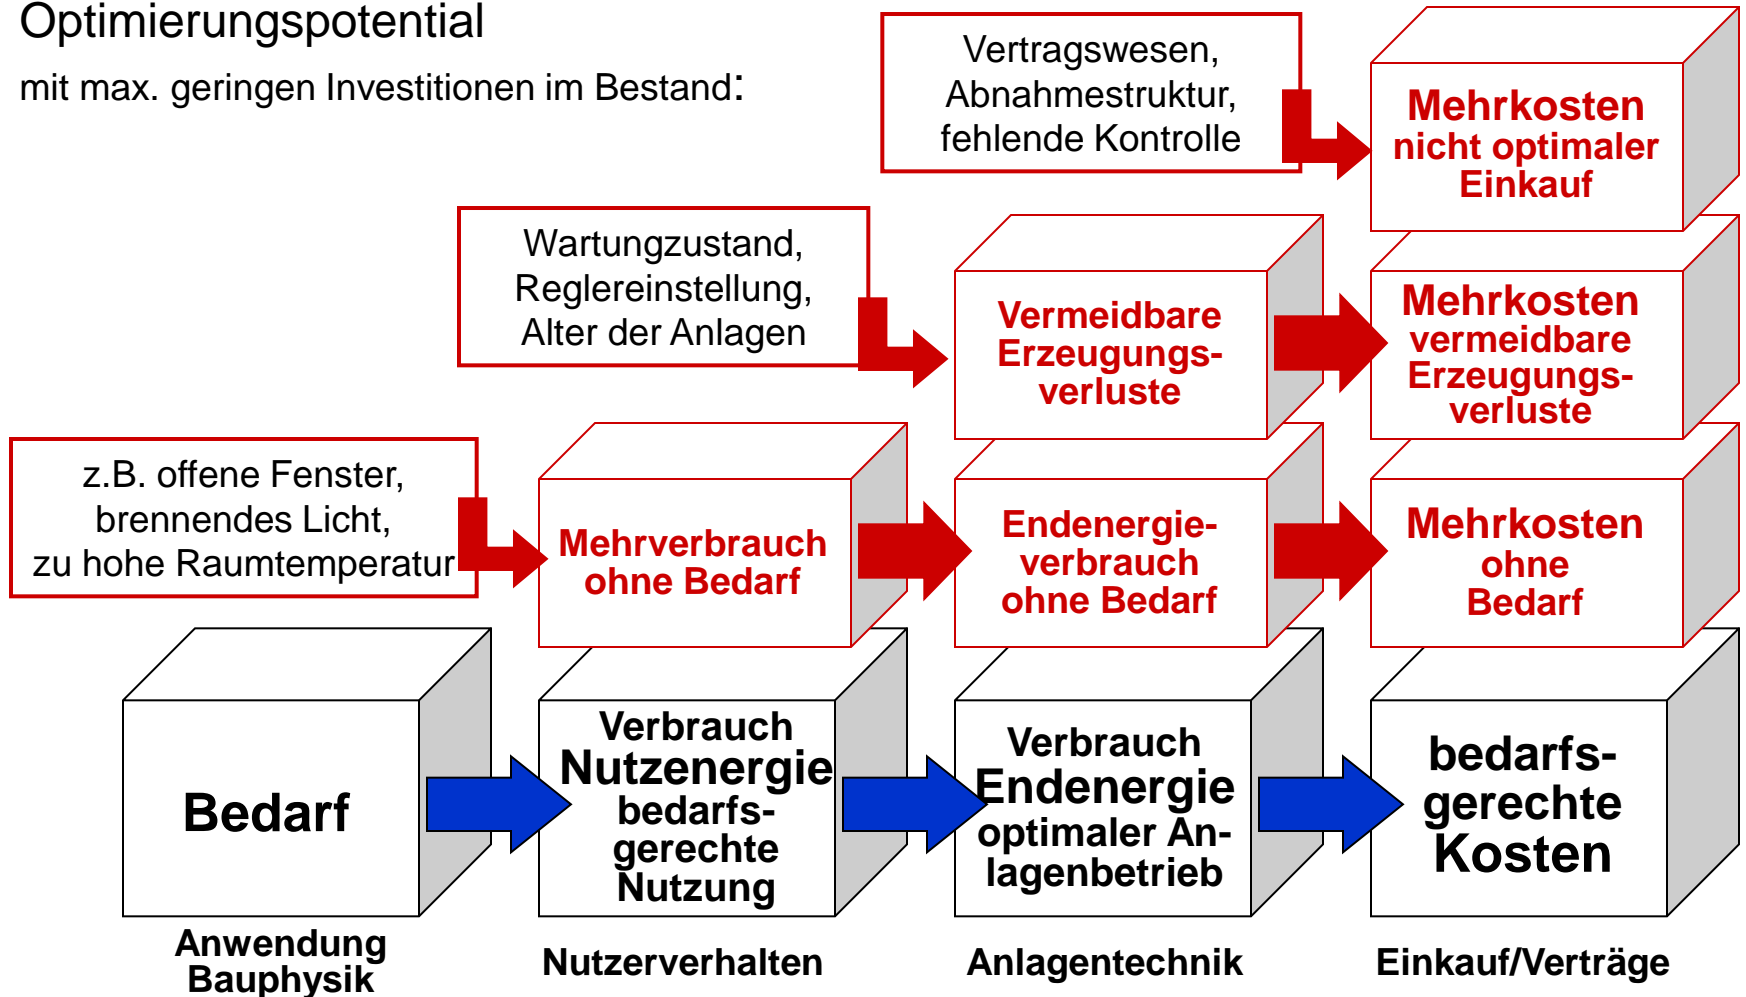 Optimierungspotential
mit max. geringen Investitionen im Bestand:
Vertragswesen,
Abnahmestruktur,
fehlende Kontrolle
Mehrkosten
nicht optimaler
Einkauf
Wartungzustand,
Reglereinstellung,
Alter der Anlagen
Vermeidbare
Erzeugungs-
verluste
Mehrkosten
vermeidbare
Erzeugungs-
verluste
z.B. offene Fenster,
brennendes Licht,
zu hohe Raumtemperatur
Mehrverbrauch
ohne Bedarf
Endenergie-
verbrauch
ohne Bedarf
Mehrkosten
ohne
Bedarf
Bedarf
Verbrauch
Nutzenergie
bedarfs-
gerechte
Nutzung
Verbrauch
Endenergie
optimaler An-
lagenbetrieb
bedarfs-
gerechte
Kosten
Anwendung
Bauphysik
Nutzerverhalten
Anlagentechnik
Einkauf/Verträge